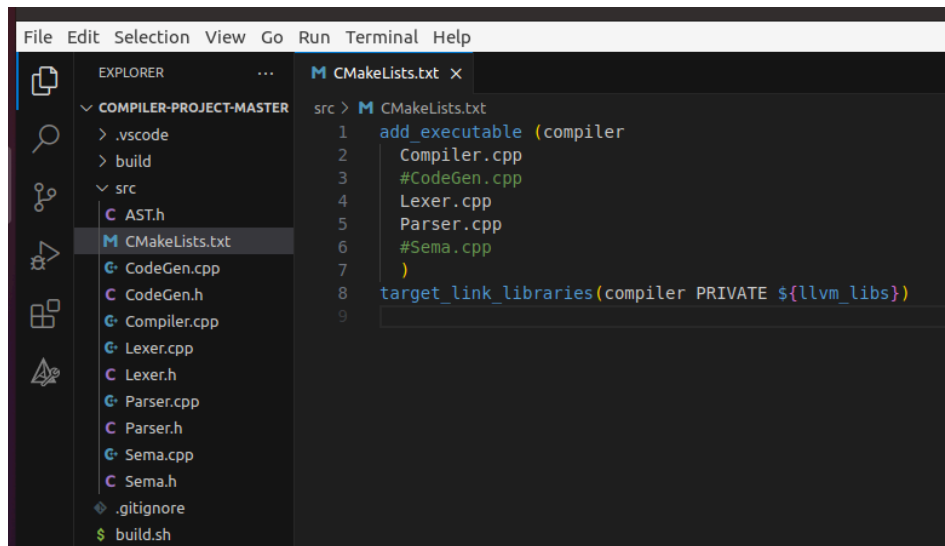 File Edit Selection View Go Run Terminal Help
EXPLORER ...
COMPILER-PROJECT-MASTER
.vscode
build
src
C AST.h
M CMakeLists.txt
CodeGen.cpp
C CodeGen.h
Compiler.cpp
Lexer.cpp
C Lexer.h
Parser.cpp
C Parser.h
Sema.cpp
C Sema.h
.gitignore
$ build.sh
M CMakeLists.txt ×
src > M CMakeLists.txt
1 add_executable (compiler
2 Compiler.cpp
3 #CodeGen.cpp
4 Lexer.cpp
5 Parser.cpp
6 #Sema.cpp
7 )
8 target_link_libraries(compiler PRIVATE ${llvm_libs})
9